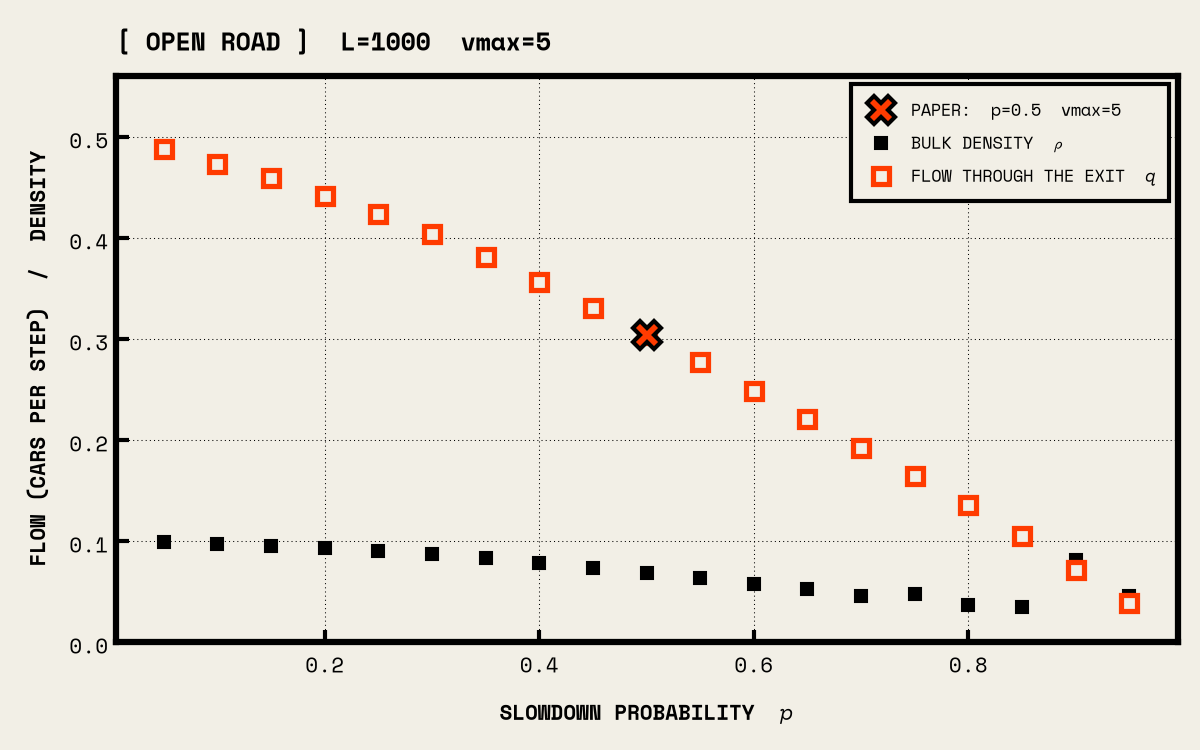 [ OPEN ROAD ]  L=1000  vmax=5
PAPER:  p=0.5  vmax=5
BULK DENSITY  ρ
FLOW THROUGH THE EXIT  q
FLOW (CARS PER STEP)  /  DENSITY
0.5
0.4
0.3
0.2
0.1
0.0
0.2
0.4
0.6
0.8
SLOWDOWN PROBABILITY  p